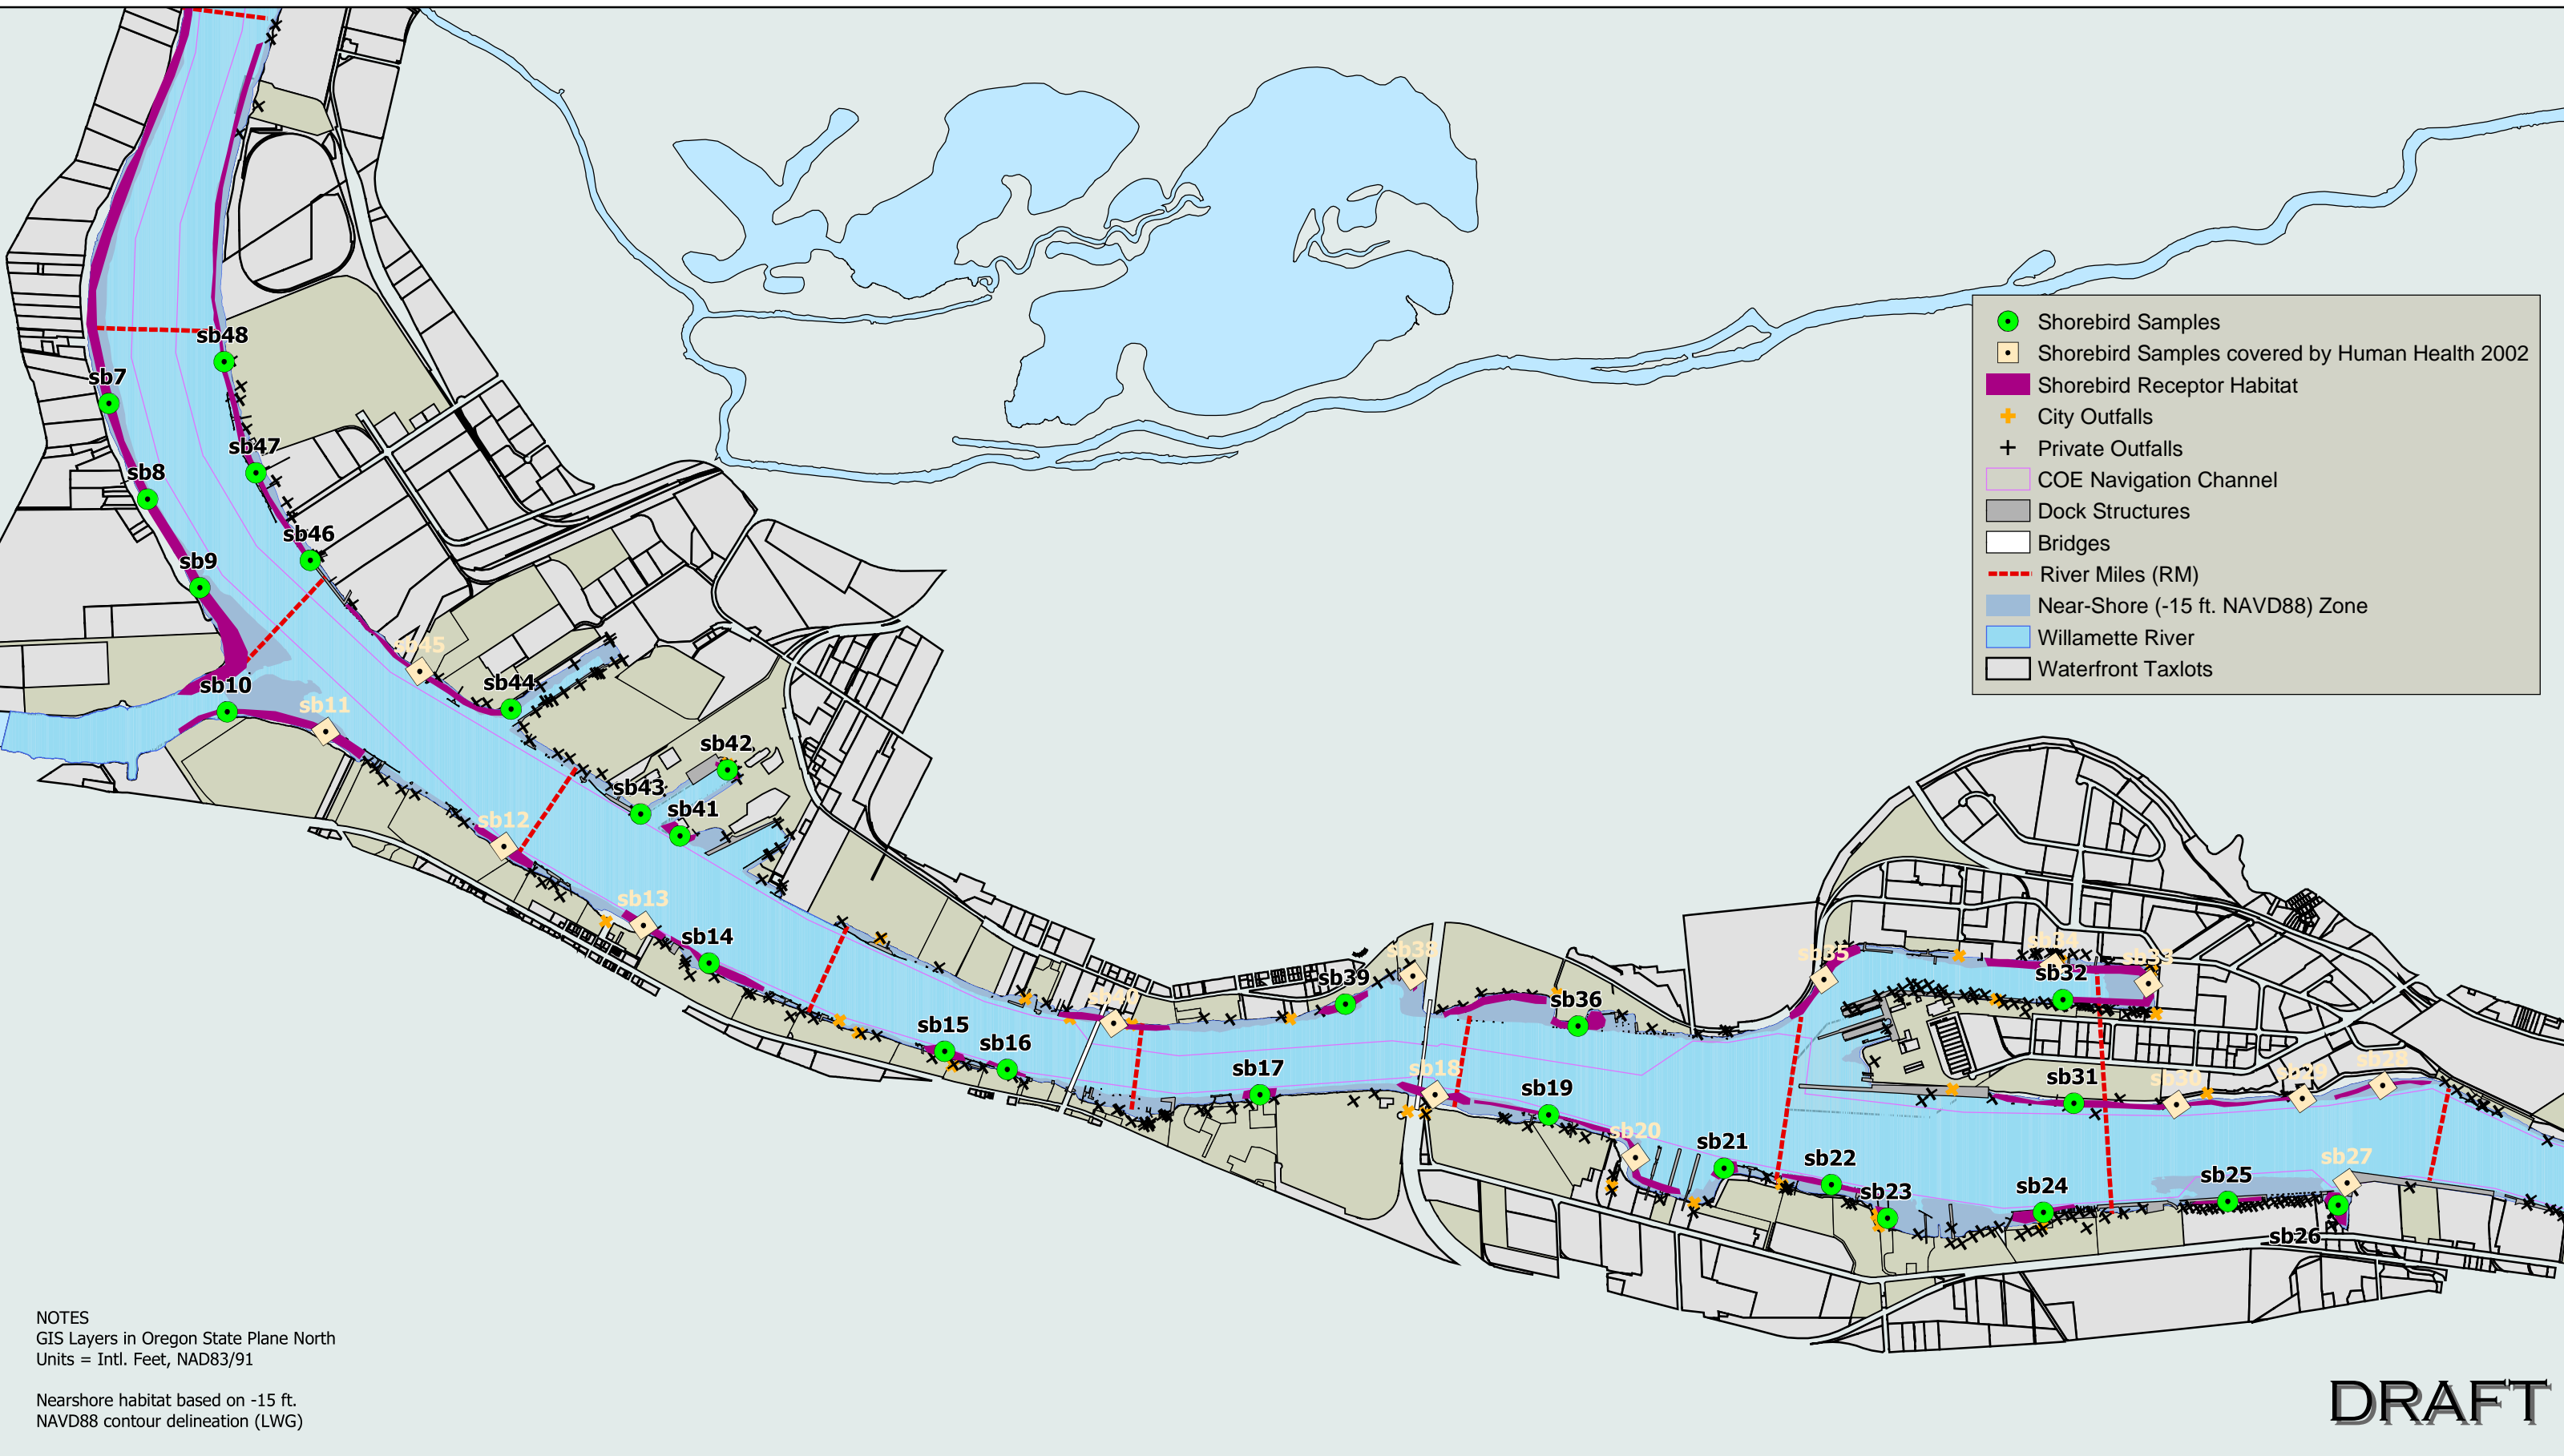 sb48
sb7
sb47
sb8
sb46
sb9
sb45
sb10
sb44
sb11
sb42
sb43
sb41
sb12
sb13
sb14
sb15
sb16
sb40
sb39
sb38
sb36
sb17
sb18
sb19
sb20
sb21
sb22
sb23
sb35
sb34
sb33
sb32
sb31
sb30
sb29
sb28
sb24
sb25
sb27
sb26
Shorebird Samples
Shorebird Samples covered by Human Health 2002
Shorebird Receptor Habitat
City Outfalls
Private Outfalls
COE Navigation Channel
Dock Structures
Bridges
River Miles (RM)
Near-Shore (-15 ft. NAVD88) Zone
Willamette River
Waterfront Taxlots
NOTES
GIS Layers in Oregon State Plane North
Units = Intl. Feet, NAD83/91
Nearshore habitat based on -15 ft.
NAVD88 contour delineation (LWG)
DRAFT